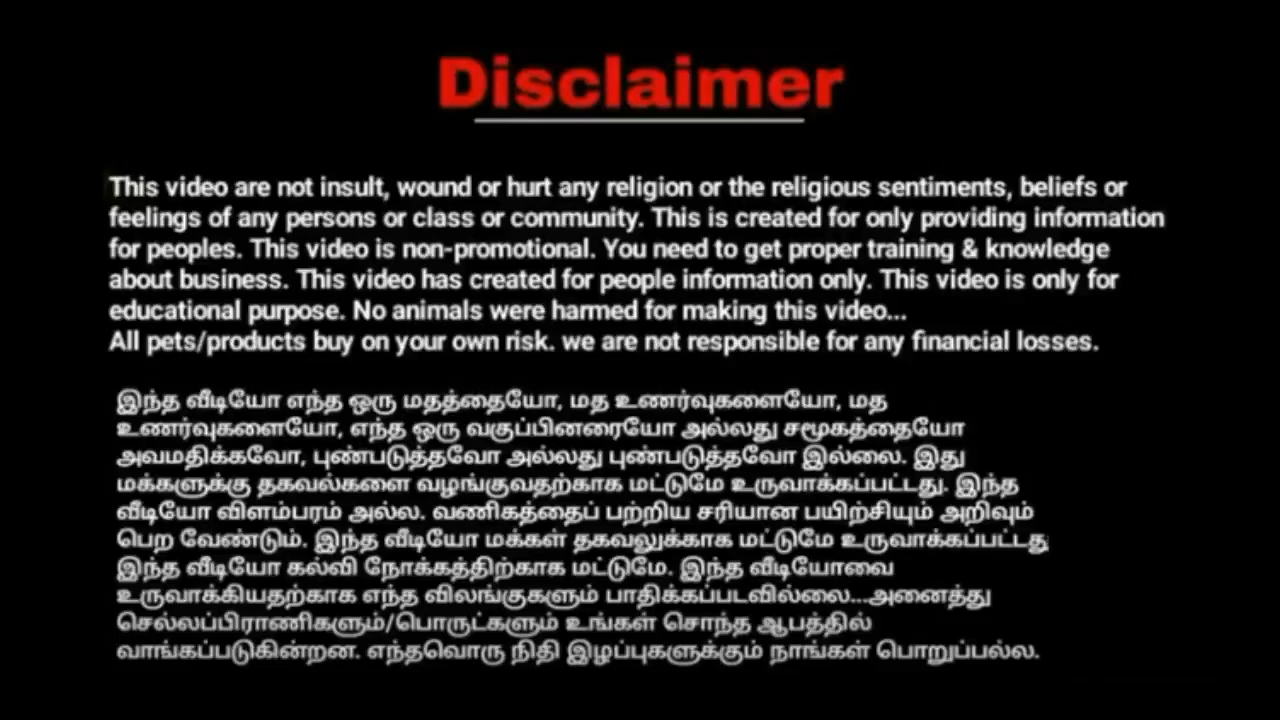 Disclaimer
This video are not insult, wound or hurt any religion or the religious sentiments, beliefs or
feelings of any persons or class or community. This is created for only providing information
for peoples. This video is non-promotional. You need to get proper training & knowledge
about business. This video has created for people information only. This video is only for
educational purpose. No animals were harmed for making this video...
All pets/products buy on your own risk. we are not responsible for any financial losses.
இந்த வீடியோ எந்த ஒரு மதத்தையோ, மத உணர்வுகளையோ, மத
உணர்வுகளையோ, எந்த ஒரு வகுப்பினரையோ அல்லது சமூகத்தையோ
அவமதிக்கவோ, புண்படுத்தவோ அல்லது புண்படுத்தவோ இல்லை. இது
மக்களுக்கு தகவல்களை வழங்குவதற்காக மட்டுமே உருவாக்கப்பட்டது. இந்த
வீடியோ விளம்பரம் அல்ல. வணிகத்தைப் பற்றிய சரியான பயிற்சியும் அறிவும்
பெற வேண்டும். இந்த வீடியோ மக்கள் தகவலுக்காக மட்டுமே உருவாக்கப்பட்டது
இந்த வீடியோ கல்வி நோக்கத்திற்காக மட்டுமே. இந்த வீடியோவை
உருவாக்கியதற்காக எந்த விலங்குகளும் பாதிக்கப்படவில்லை...அனைத்து
செல்லப்பிராணிகளும்/பொருட்களும் உங்கள் சொந்த ஆபத்தில்
வாங்கப்படுகின்றன. எந்தவொரு நிதி இழப்புகளுக்கும் நாங்கள் பொறுப்பல்ல.